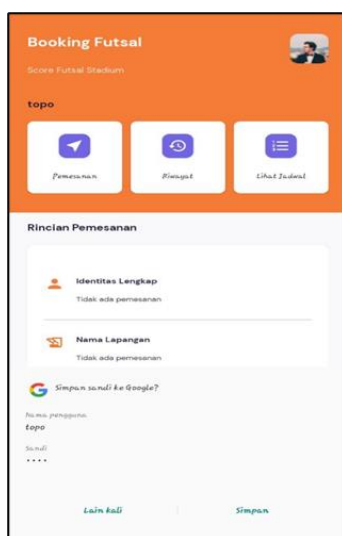 Booking Futsal
Score Futsal Stadium
topo
Pemesanan
Riwayat
Lihat Jadwal
Rincian Pemesanan
Identitas Lengkap
Tidak ada pemesanan
Nama Lapangan
Tidak ada pemesanan
Simpan sandi ke Google?
Nama pengguna
topo
Sandi
••••
Lain kali
Simpan